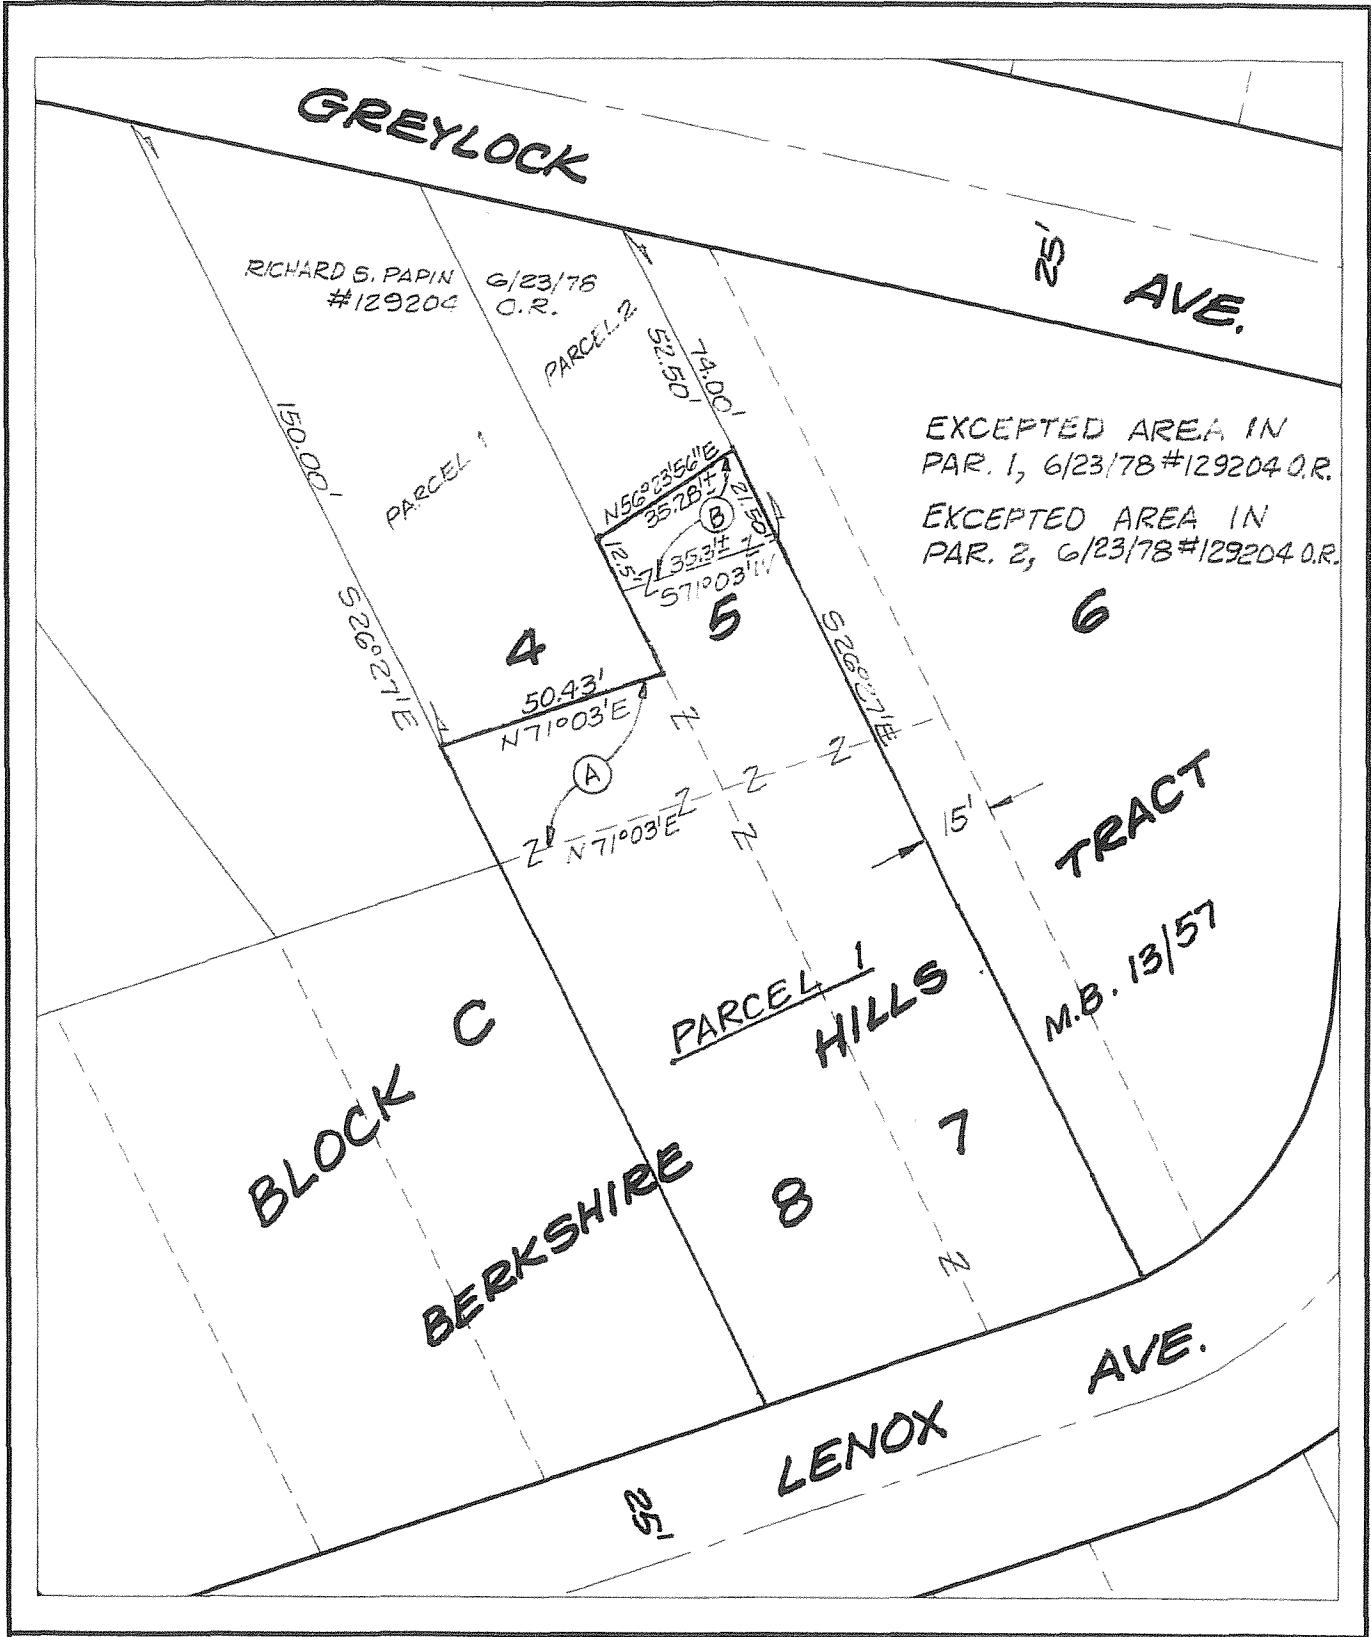 GREYLOCK
AVE.
25'
RICHARD S. PAPIN 6/23/78
#129204 O.R.
PARCEL 2
PARCEL 1
150.00'
S26°27'E
52.50'
74.00'
EXCEPTED AREA IN
PAR. 1, 6/23/78 #129204 O.R.
EXCEPTED AREA IN
PAR. 2, 6/23/78 #129204 O.R.
N56°23'56"E
35.28'±
B
21.50'
12.5'
35.3'±
S71°03'W
4
5
6
50.43'
N71°03'E
A
S26°27'E
N71°03'E
15'
TRACT
M.B. 13/57
PARCEL 1
HILLS
BLOCK C
BERKSHIRE
7
8
LENOX AVE.
25'